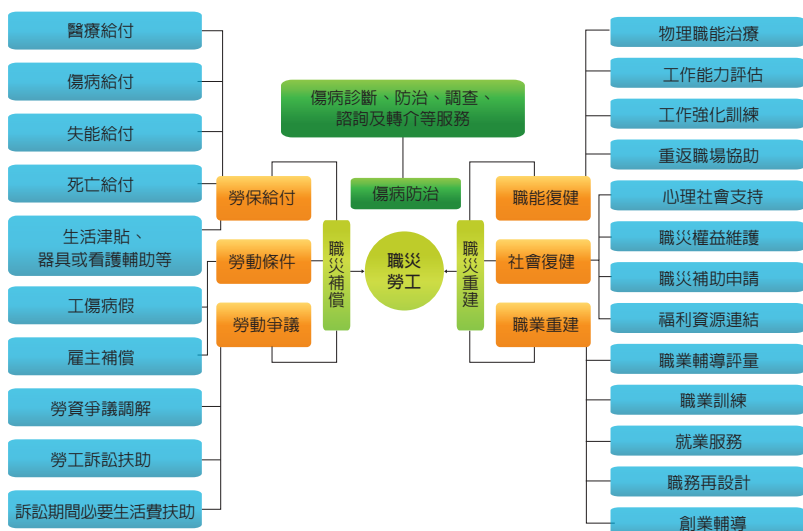 醫療給付
傷病給付
失能給付
死亡給付
生活津貼、
器具或看護輔助等
工傷病假
雇主補償
勞資爭議調解
勞工訴訟扶助
訴訟期間必要生活費扶助
勞保給付
勞動條件
勞動爭議
職災補償
傷病診斷、防治、調查、
諮詢及轉介等服務
傷病防治
職災
勞工
職災重建
職能復健
社會復健
職業重建
物理職能治療
工作能力評估
工作強化訓練
重返職場協助
心理社會支持
職災權益維護
職災補助申請
福利資源連結
職業輔導評量
職業訓練
就業服務
職務再設計
創業輔導